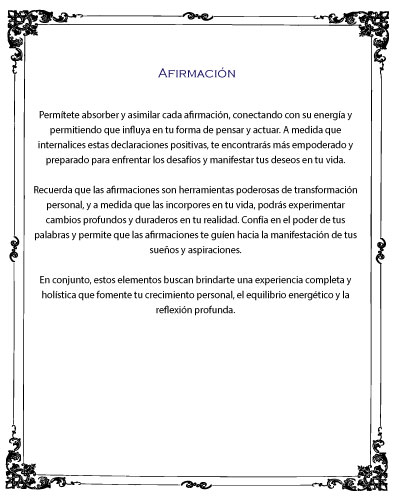 Afirmación
Permítete absorber y asimilar cada afirmación, conectando con su energía y
permitiendo que influya en tu forma de pensar y actuar. A medida que
internalices estas declaraciones positivas, te encontrarás más empoderado y
preparado para enfrentar los desafíos y manifestar tus deseos en tu vida.
Recuerda que las afirmaciones son herramientas poderosas de transformación
personal, y a medida que las incorpores en tu vida, podrás experimentar
cambios profundos y duraderos en tu realidad. Confía en el poder de tus
palabras y permite que las afirmaciones te guíen hacia la manifestación de tus
sueños y aspiraciones.
En conjunto, estos elementos buscan brindarte una experiencia completa y
holística que fomente tu crecimiento personal, el equilibrio energético y la
reflexión profunda.